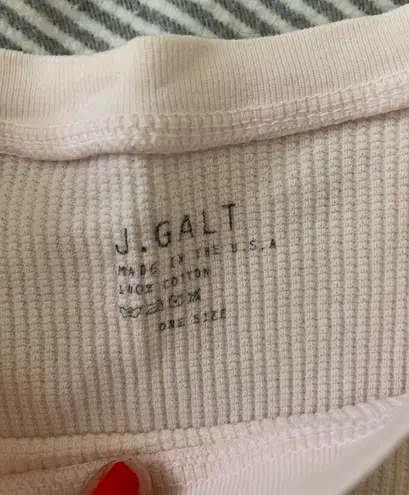 J.GALT
MADE IN THE U.S.A
100% COTTON
ONE SIZE